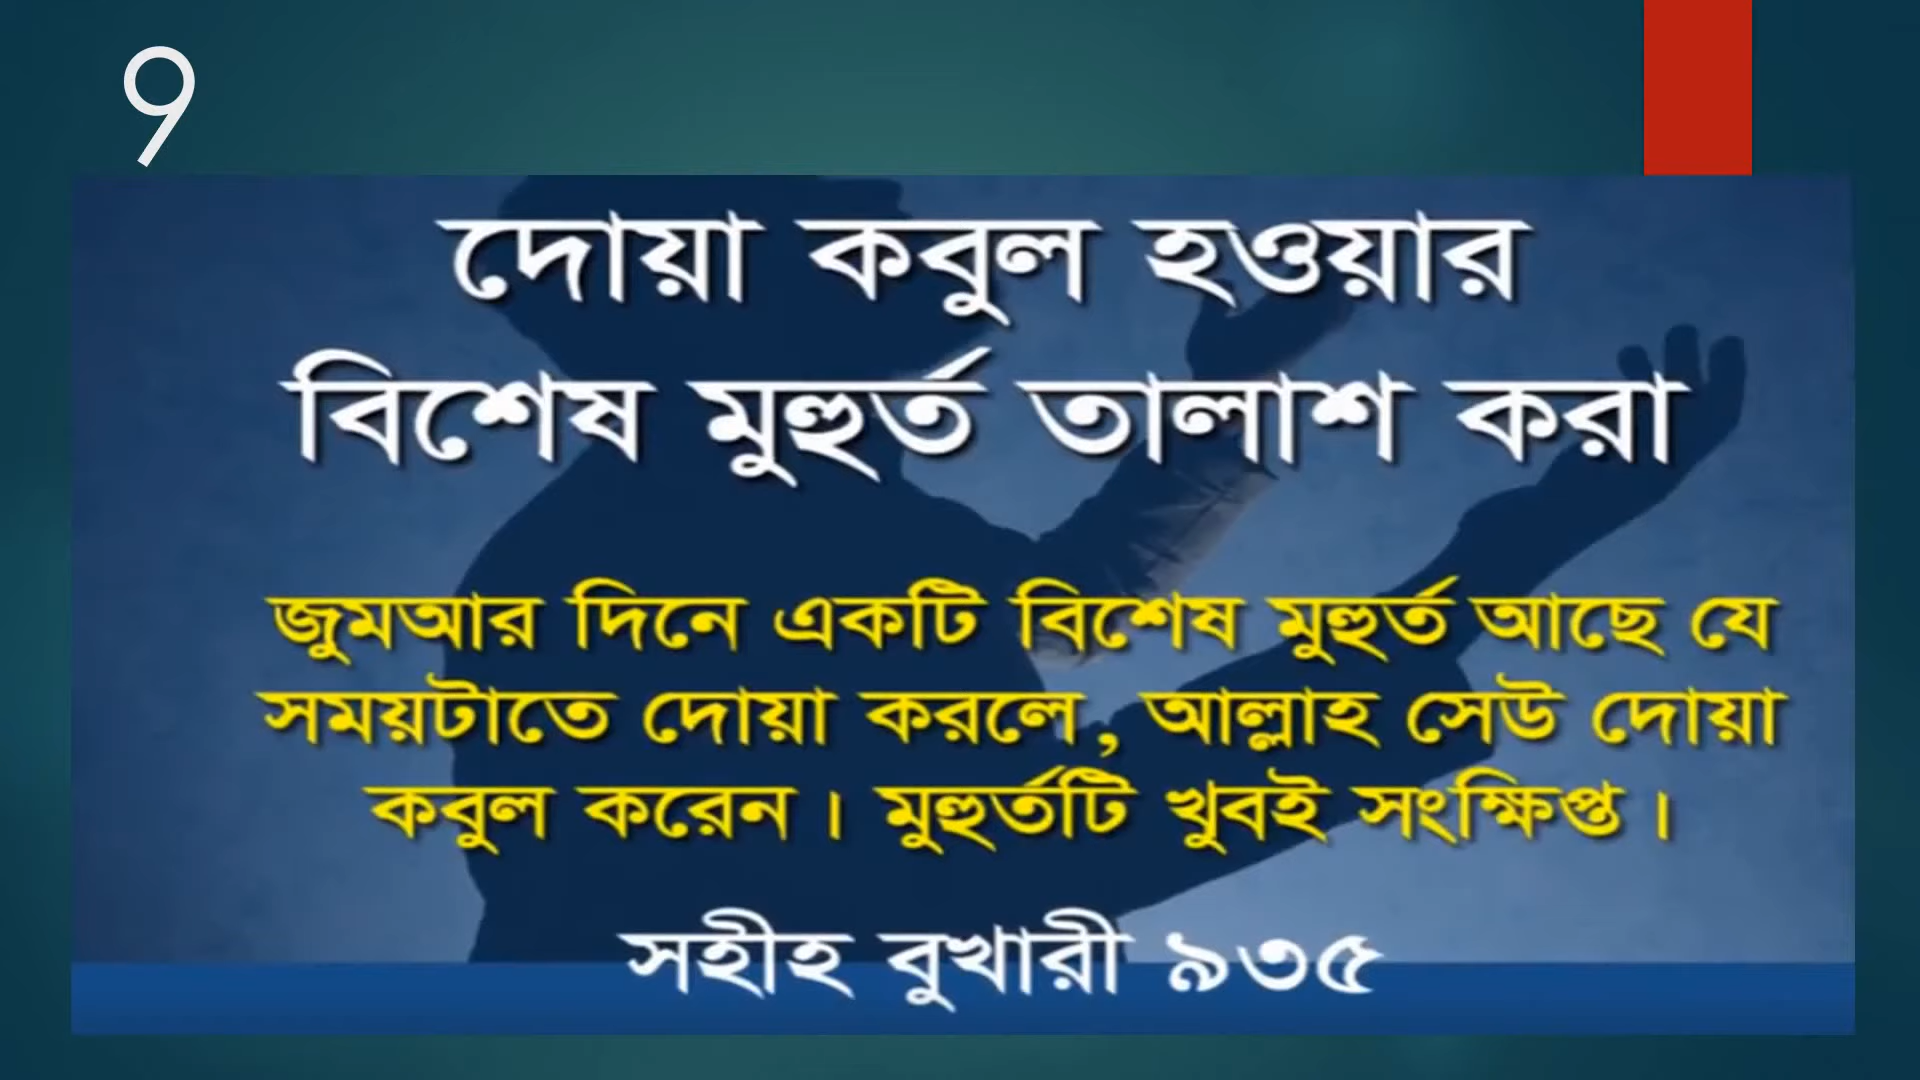 9
দোয়া কবুল হওয়ার
বিশেষ মুহুর্ত তালাশ করা
জুমআর দিনে একটি বিশেষ মুহুর্ত আছে যে
সময়টাতে দোয়া করলে, আল্লাহ সেউ দোয়া
কবুল করেন। মুহুর্তটি খুবই সংক্ষিপ্ত।
সহীহ বুখারী ৯৩৫